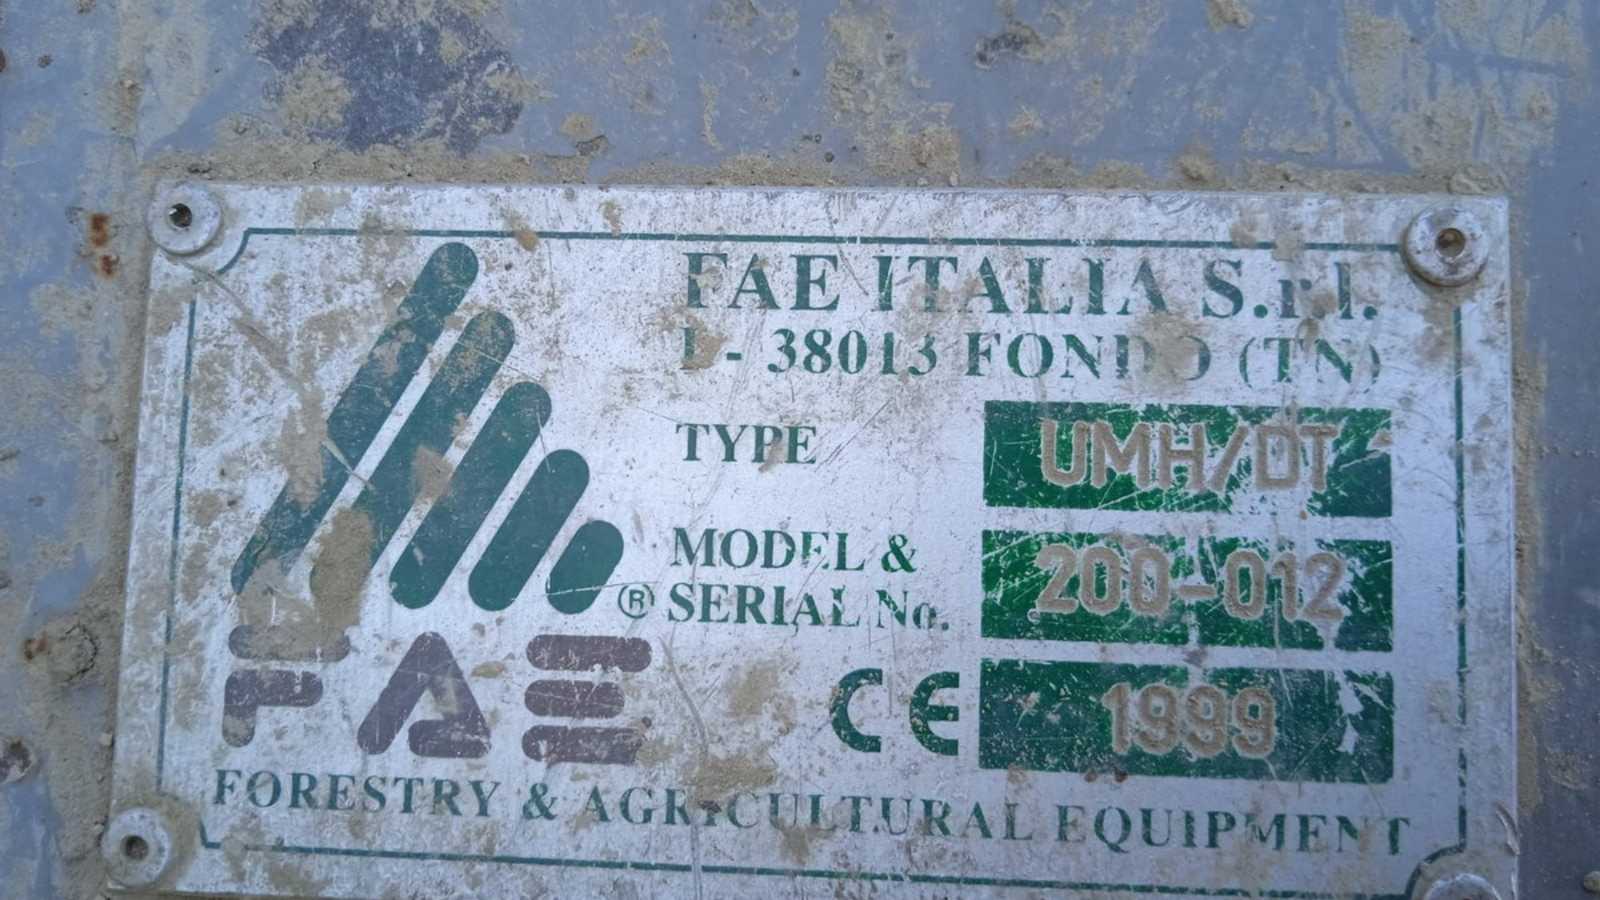 FAE ITALIA S.r.l.
I - 38013 FONDO (TN)
TYPE UMH/DT
MODEL &
® SERIAL No. 200-012
FAE
CE 1999
FORESTRY & AGRICULTURAL EQUIPMENT